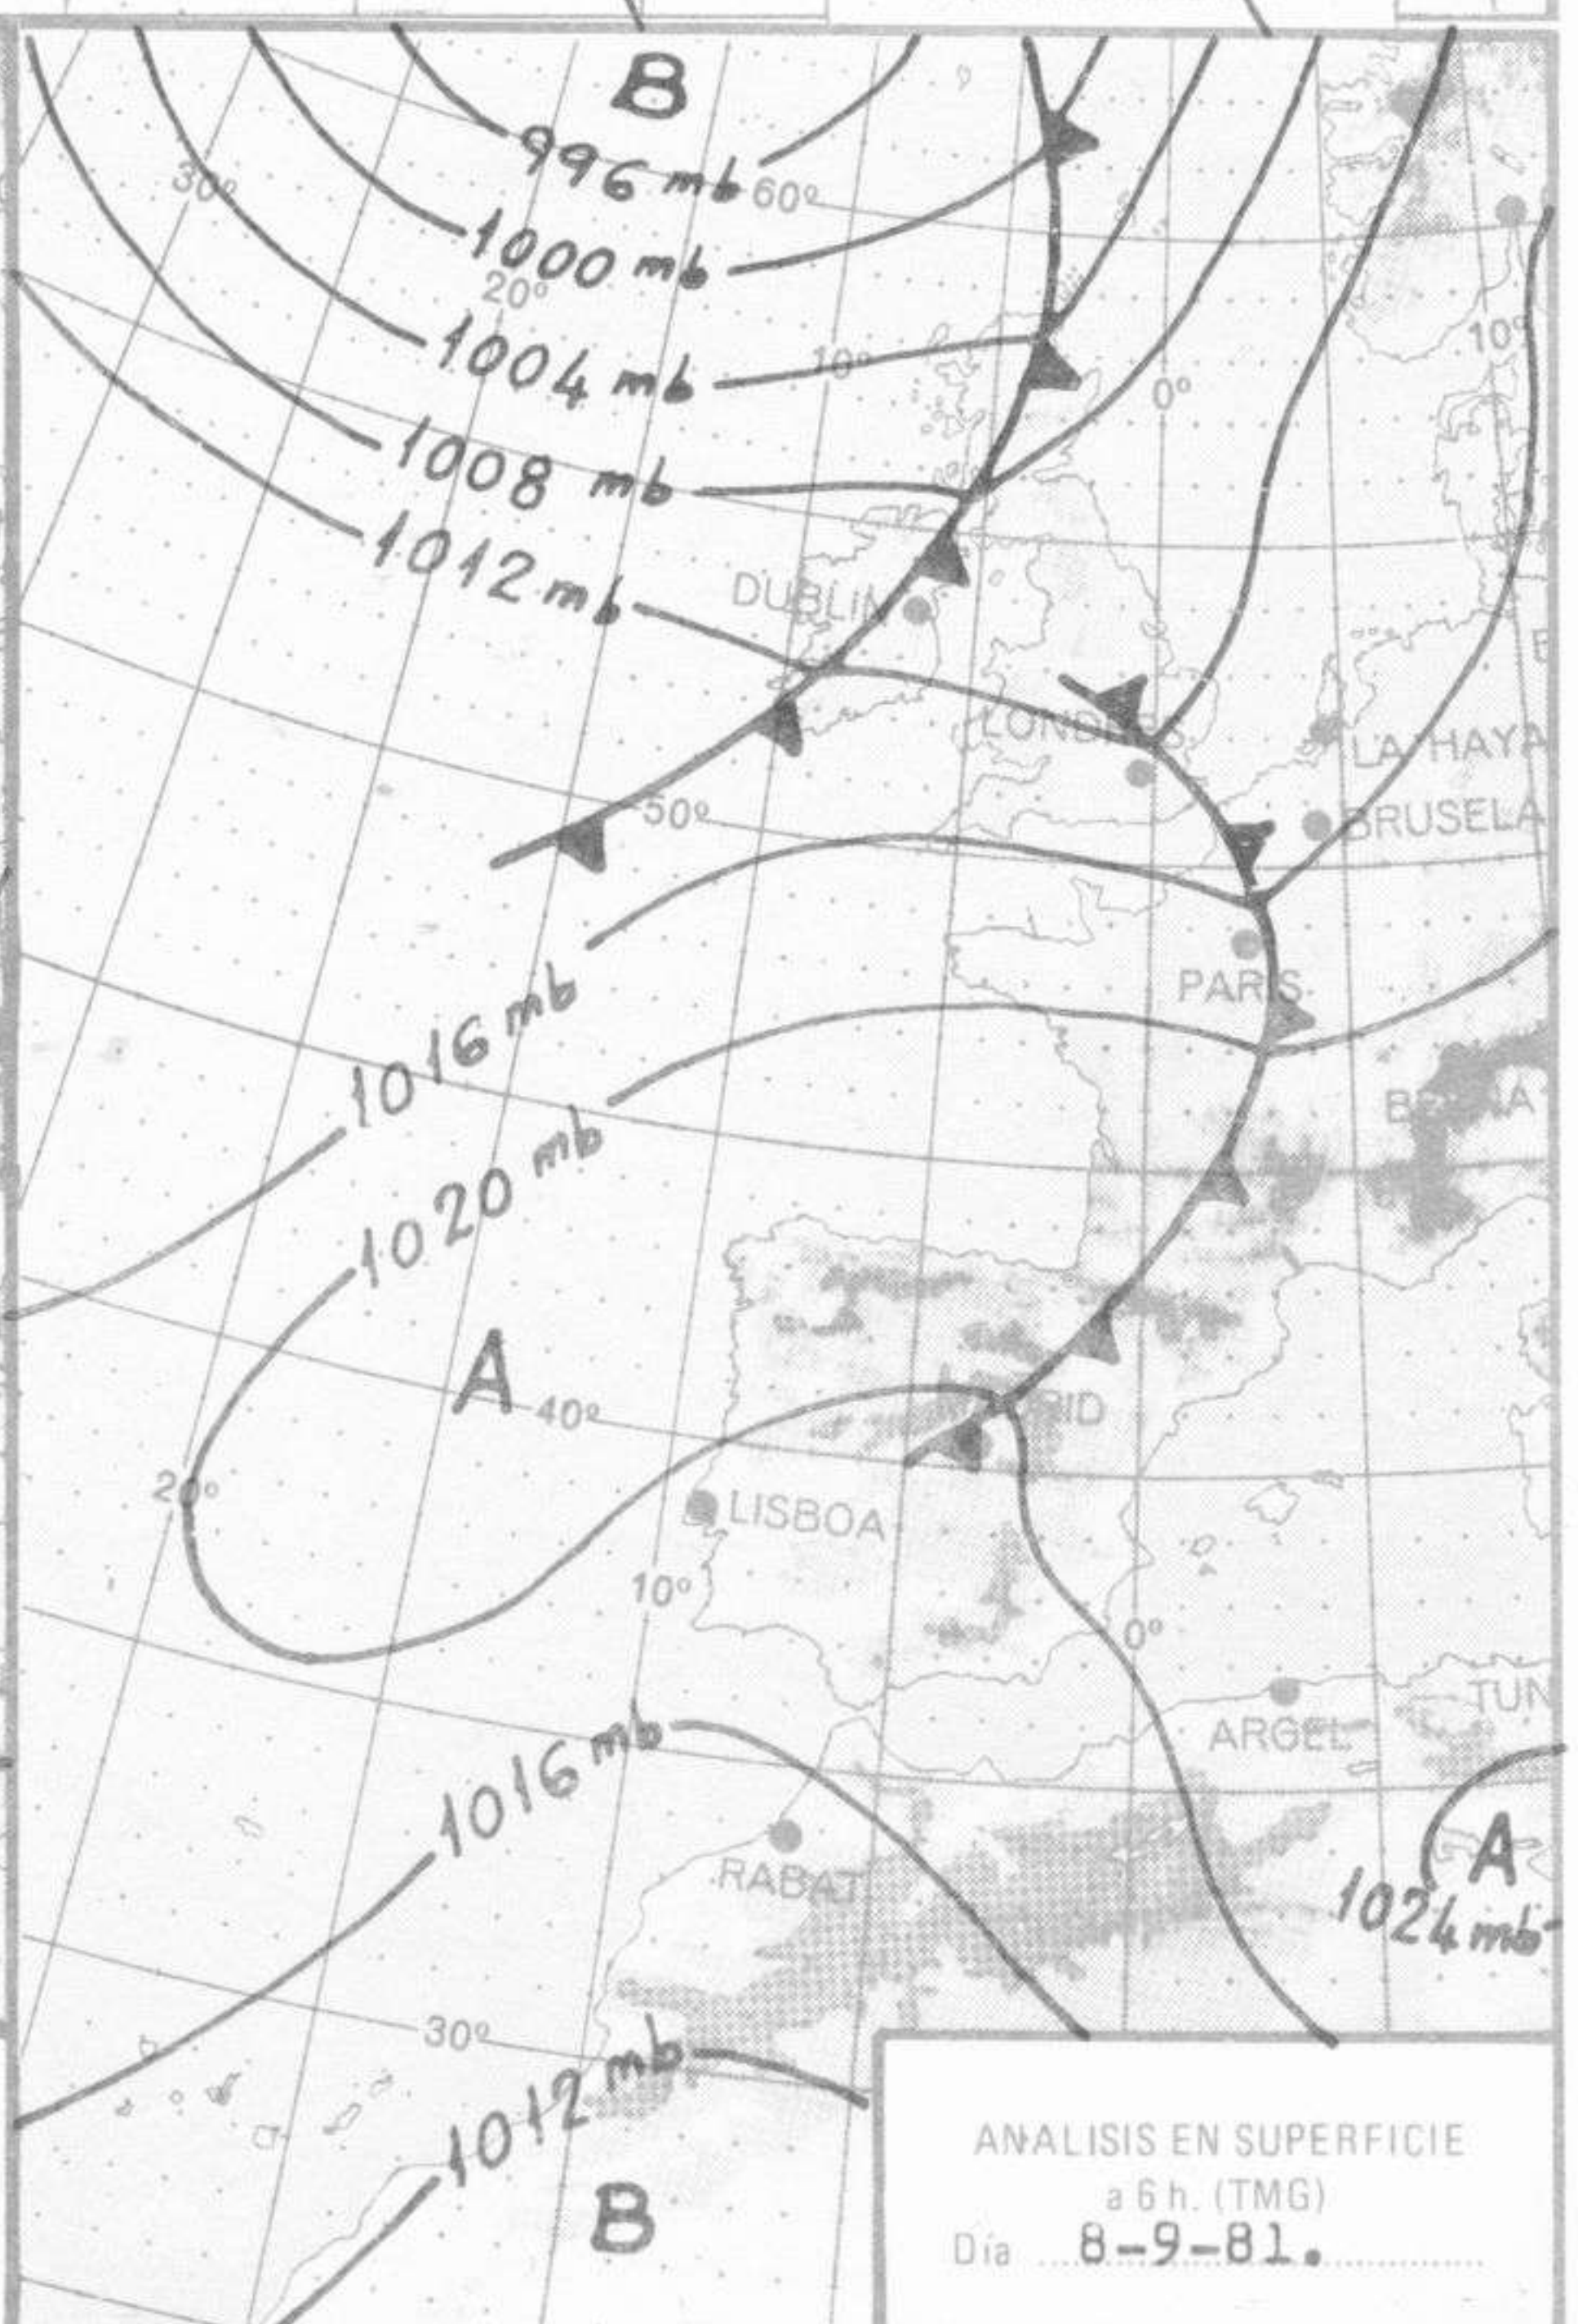 B
996 mb
60º
30º
1000 mb
20º
10º
1004 mb
10º
0º
1008 mb
1012 mb
DUBLIN
LONDRES
LA HAYA
50º
BRUSELA
PARIS
1016 mb
BERNA
1020 mb
A
40º
MADRID
20º
LISBOA
10º
0º
TUN
1016 mb
ARGEL
A
RABAT
1024 mb
30º
1012 mb
B
ANALISIS EN SUPERFICIE
a 6 h. (TMG)
Día 8-9-81.